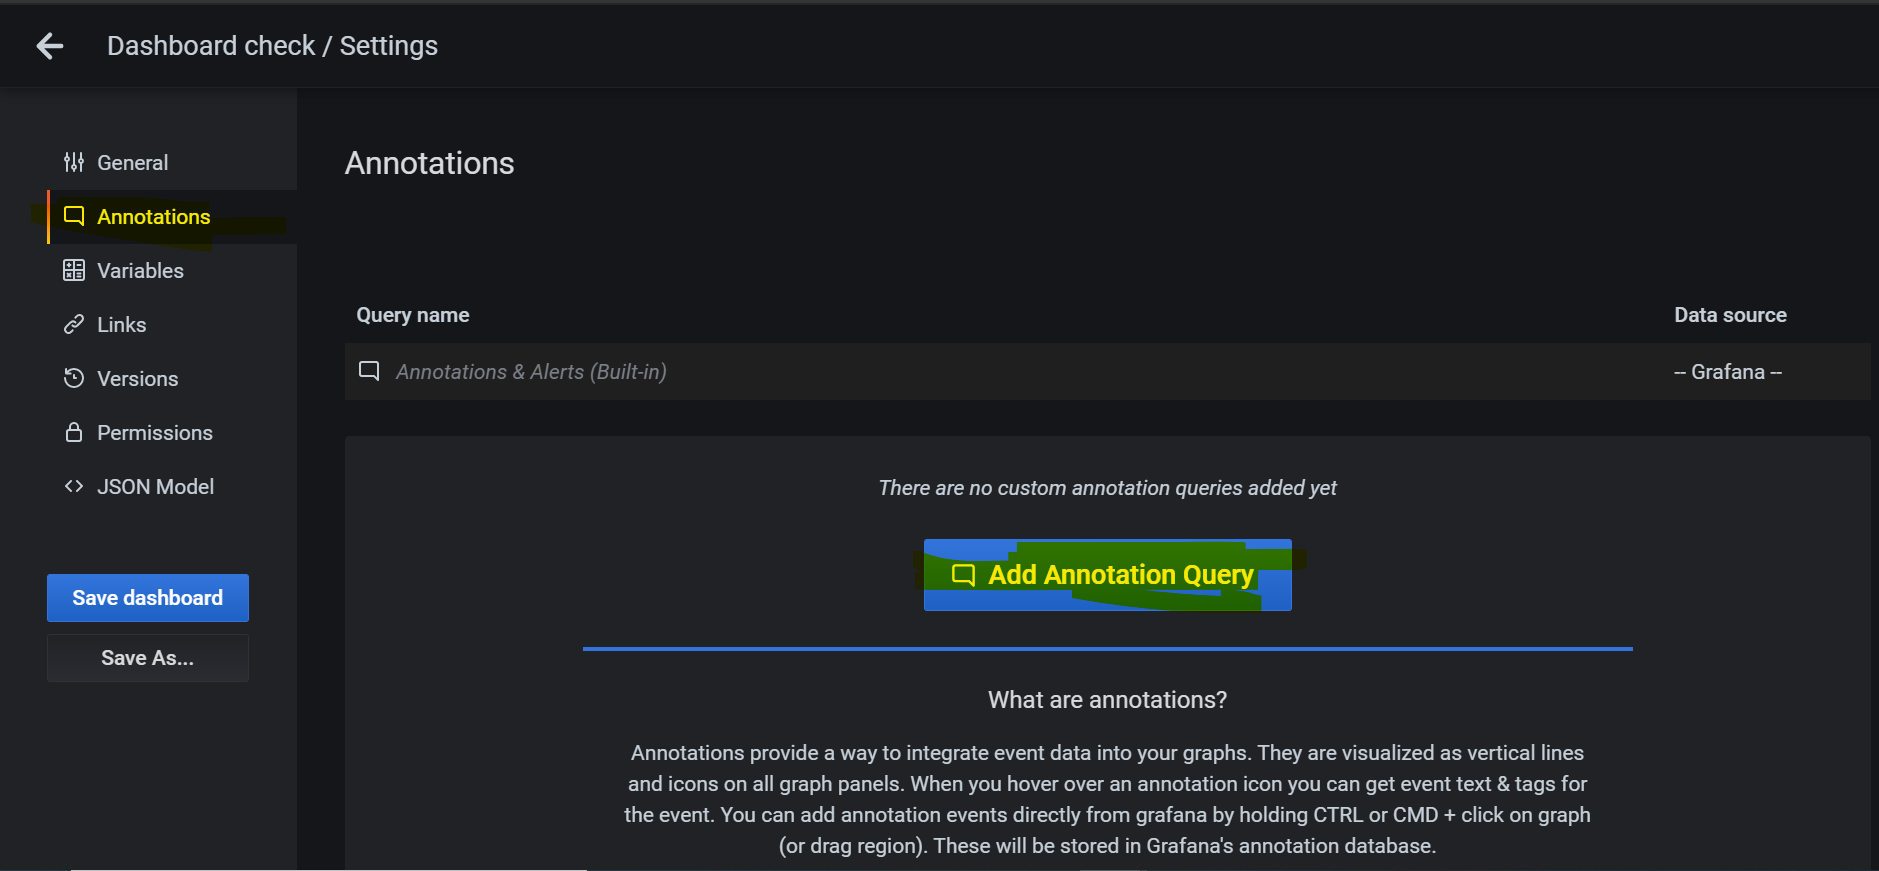 Dashboard check / Settings
General
Annotations
Variables
Links
Versions
Permissions
JSON Model
Save dashboard
Save As...
Annotations
Query name Data source
Annotations & Alerts (Built-in) -- Grafana --
There are no custom annotation queries added yet
Add Annotation Query
What are annotations?
Annotations provide a way to integrate event data into your graphs. They are visualized as vertical lines
and icons on all graph panels. When you hover over an annotation icon you can get event text & tags for
the event. You can add annotation events directly from grafana by holding CTRL or CMD + click on graph
(or drag region). These will be stored in Grafana's annotation database.